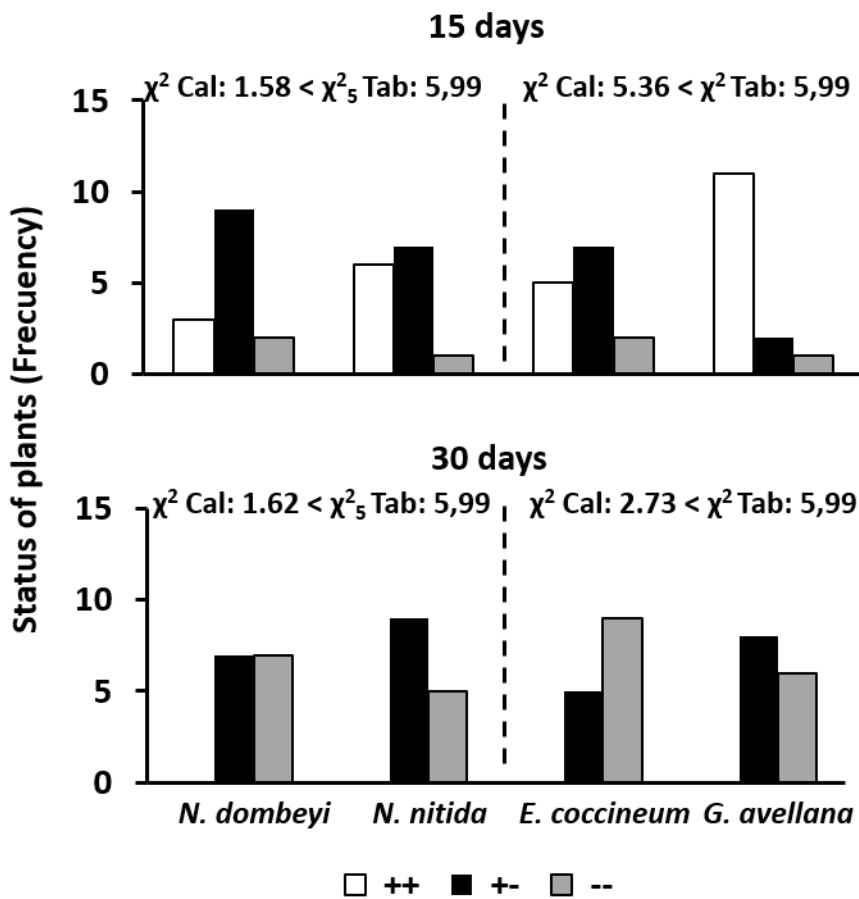 15 days
χ² Cal: 1.58 < χ²₅ Tab: 5,99 χ² Cal: 5.36 < χ² Tab: 5,99
15
10
5
0
Status of plants (Frecuency)
30 days
χ² Cal: 1.62 < χ²₅ Tab: 5,99 χ² Cal: 2.73 < χ² Tab: 5,99
15
10
5
0
N. dombeyi N. nitida E. coccineum G. avellana
++ +- --